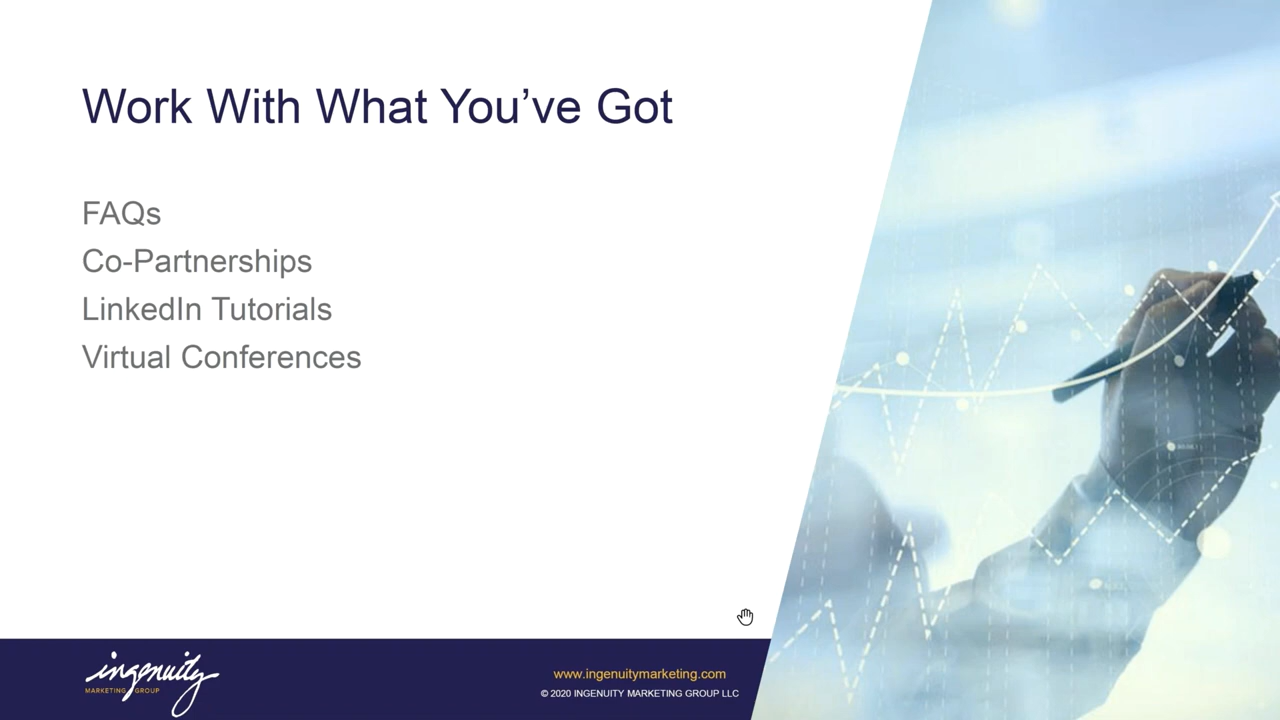 Work With What You've Got
FAQs
Co-Partnerships
LinkedIn Tutorials
Virtual Conferences
ingenuity
MARKETING GROUP
www.ingenuitymarketing.com
© 2020 INGENUITY MARKETING GROUP LLC